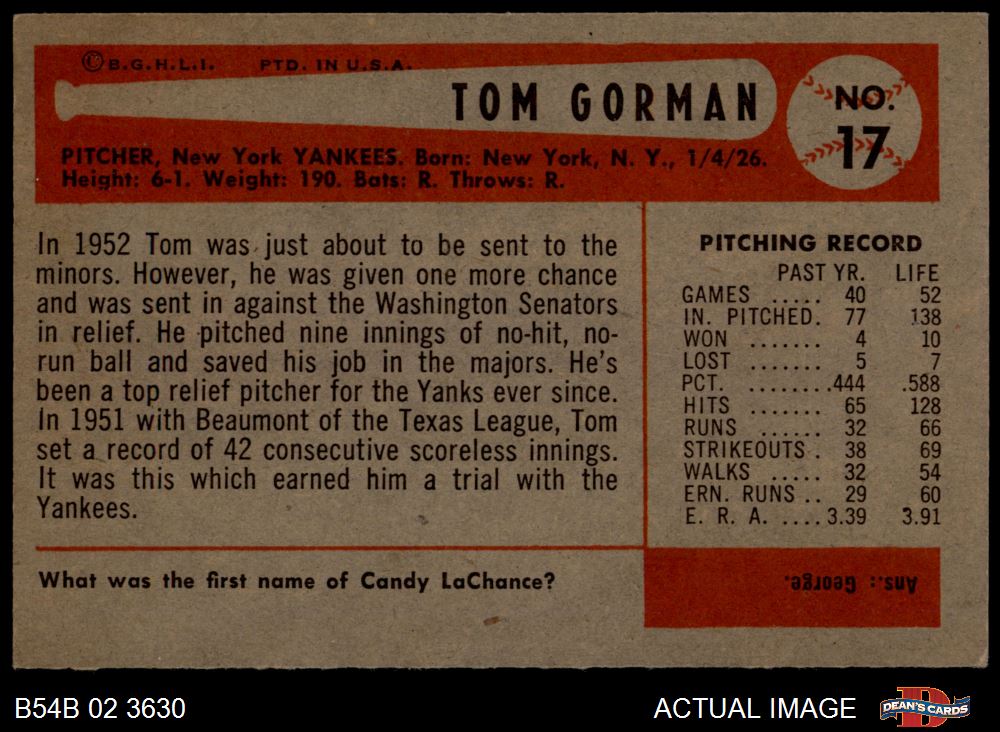 ©B.G.H.L.I. PTD. IN U.S.A.
TOM GORMAN
NO.
17
PITCHER, New York YANKEES. Born: New York, N. Y., 1/4/26.
Height: 6-1. Weight: 190. Bats: R. Throws: R.
In 1952 Tom was just about to be sent to the
minors. However, he was given one more chance
and was sent in against the Washington Senators
in relief. He pitched nine innings of no-hit, no-
run ball and saved his job in the majors. He's
been a top relief pitcher for the Yanks ever since.
In 1951 with Beaumont of the Texas League, Tom
set a record of 42 consecutive scoreless innings.
It was this which earned him a trial with the
Yankees.
PITCHING RECORD
PAST YR. LIFE
GAMES ..... 40 52
IN. PITCHED. 77 138
WON ....... 4 10
LOST ....... 5 7
PCT. ........ .444 .588
HITS ....... 65 128
RUNS ...... 32 66
STRIKEOUTS . 38 69
WALKS ..... 32 54
ERN. RUNS .. 29 60
E. R. A. .... 3.39 3.91
What was the first name of Candy LaChance?
Ans.: George.
B54B 02 3630
ACTUAL IMAGE
D
DEAN'S CARDS